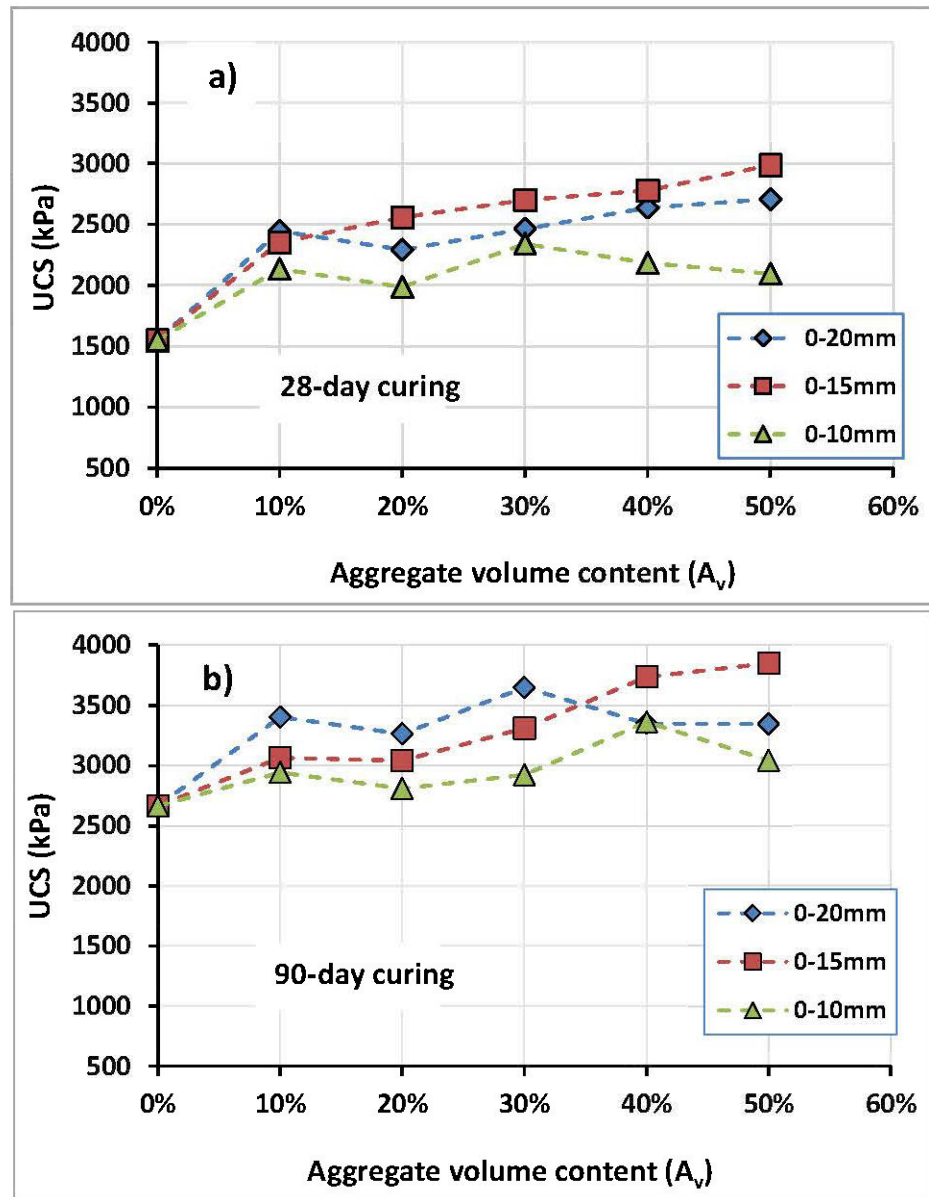 a)
4000
3500
3000
2500
2000
1500
1000
500
UCS (kPa)
28-day curing
0-20mm
0-15mm
0-10mm
0% 10% 20% 30% 40% 50% 60%
Aggregate volume content (Av)
b)
4000
3500
3000
2500
2000
1500
1000
500
UCS (kPa)
90-day curing
0-20mm
0-15mm
0-10mm
0% 10% 20% 30% 40% 50% 60%
Aggregate volume content (Av)